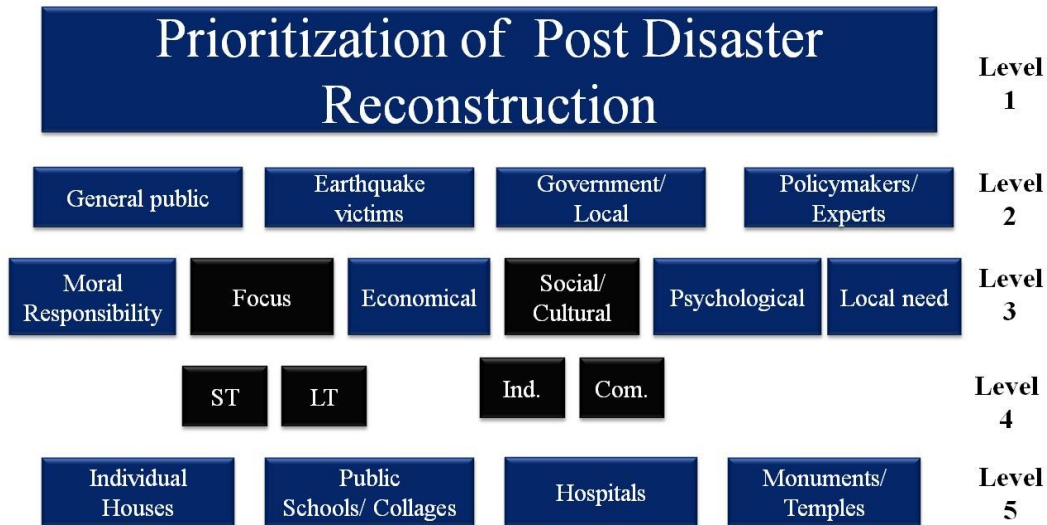 Prioritization of Post Disaster
Reconstruction
Level
1
General public
Earthquake
victims
Government/
Local
Policymakers/
Experts
Level
2
Moral
Responsibility
Focus
Economical
Social/
Cultural
Psychological
Local need
Level
3
ST
LT
Ind.
Com.
Level
4
Individual
Houses
Public
Schools/ Collages
Hospitals
Monuments/
Temples
Level
5